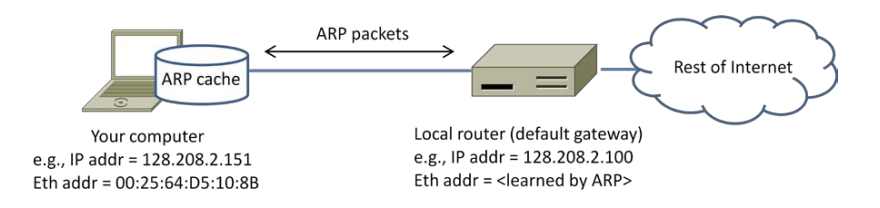 ARP packets
ARP cache
Rest of Internet
Your computer
e.g., IP addr = 128.208.2.151
Eth addr = 00:25:64:D5:10:8B
Local router (default gateway)
e.g., IP addr = 128.208.2.100
Eth addr = <learned by ARP>